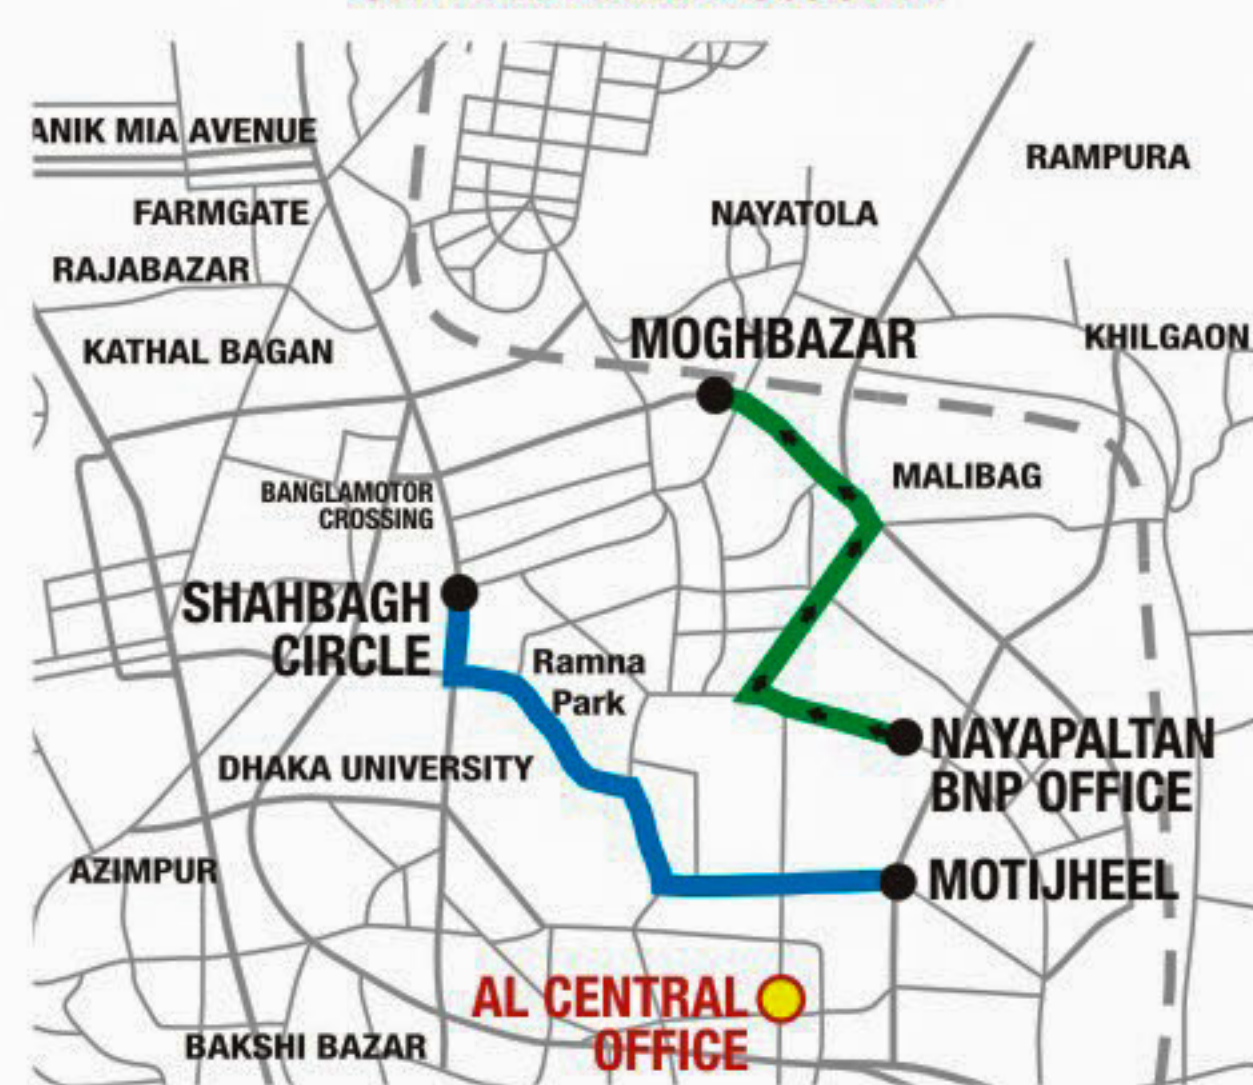 ANIK MIA AVENUE
RAMPURA
FARMGATE
NAYATOLA
RAJABAZAR
MOGHBAZAR
KHILGAON
KATHAL BAGAN
MALIBAG
BANGLAMOTOR
CROSSING
SHAHBAGH
CIRCLE
Ramna
Park
NAYAPALTAN
BNP OFFICE
DHAKA UNIVERSITY
AZIMPUR
MOTIJHEEL
AL CENTRAL
OFFICE
BAKSHI BAZAR